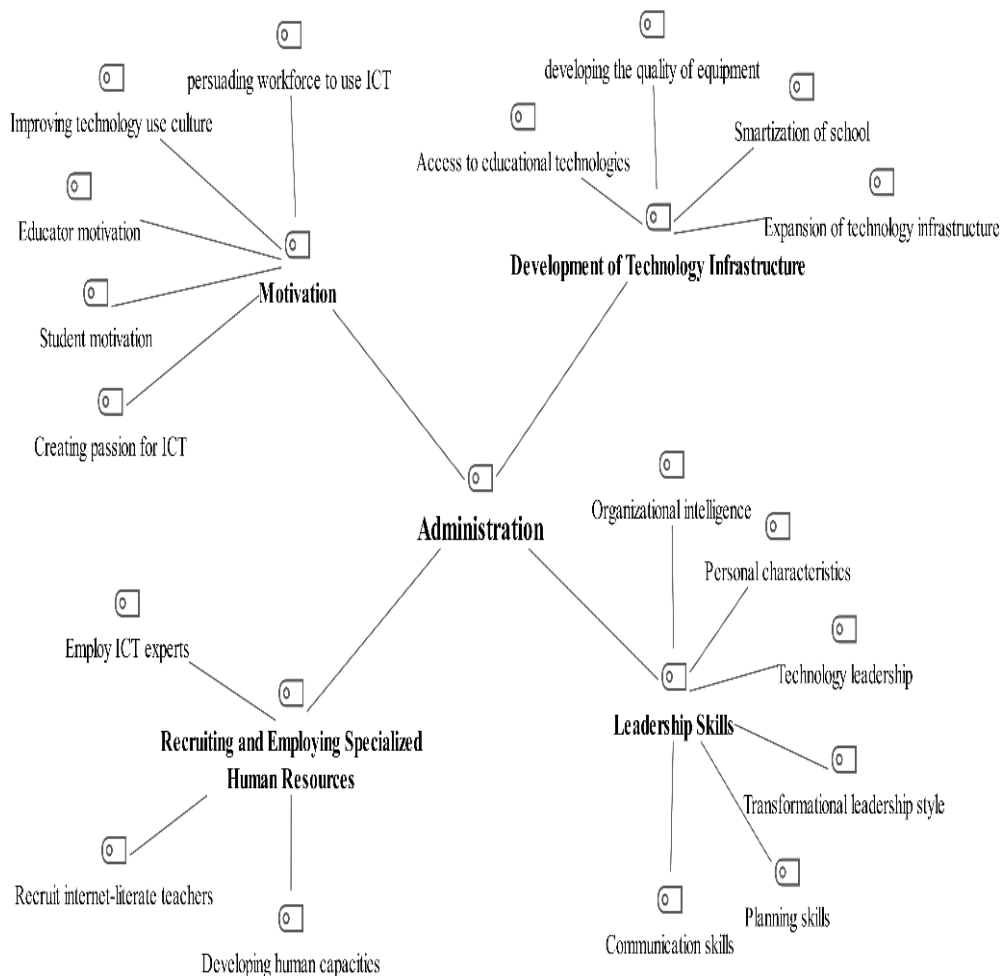 persuading workforce to use ICT
Improving technology use culture
Educator motivation
Student motivation
Creating passion for ICT
Motivation
developing the quality of equipment
Access to educational technologies
Smartization of school
Expansion of technology infrastructure
Development of Technology Infrastructure
Administration
Organizational intelligence
Personal characteristics
Technology leadership
Leadership Skills
Transformational leadership style
Planning skills
Communication skills
Employ ICT experts
Recruiting and Employing Specialized
Human Resources
Recruit internet-literate teachers
Developing human capacities